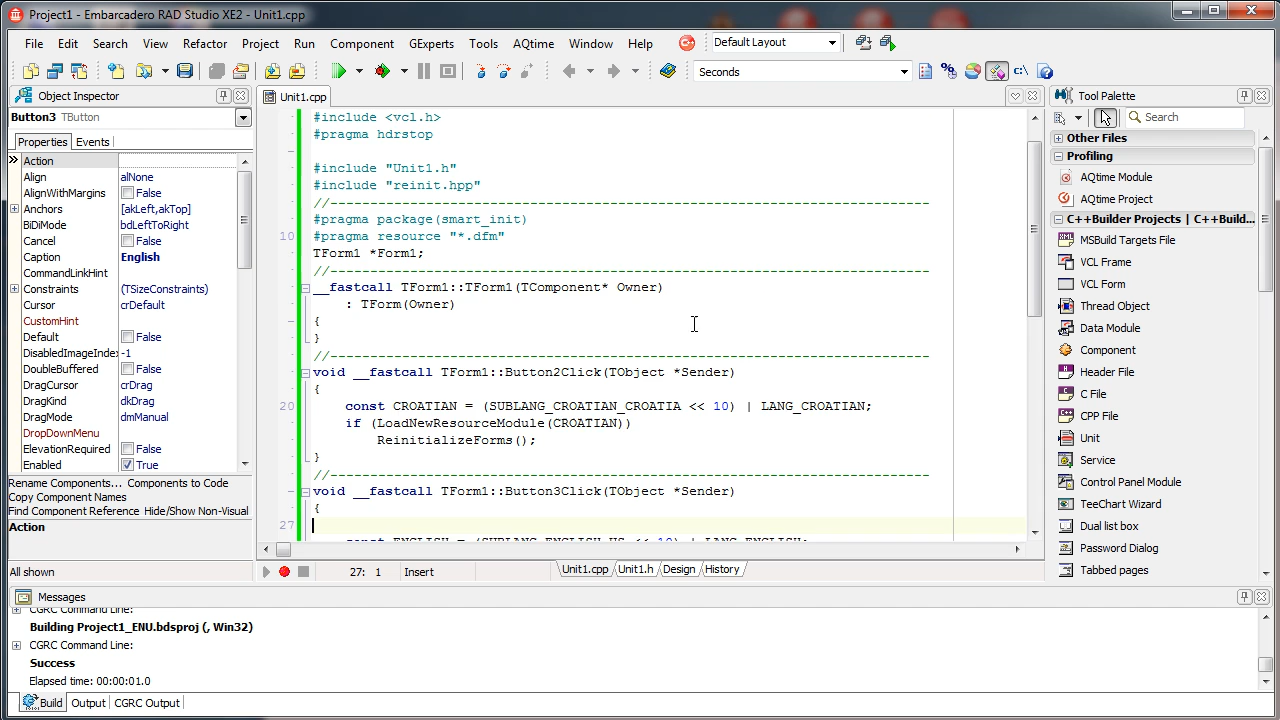 Project1 - Embarcadero RAD Studio XE2 - Unit1.cpp
File Edit Search View Refactor Project Run Component GExperts Tools AQtime Window Help Default Layout
Seconds
Object Inspector
Button3 TButton
Properties Events
Action
Align alNone
AlignWithMargins False
Anchors [akLeft,akTop]
BiDiMode bdLeftToRight
Cancel False
Caption English
CommandLinkHint
Constraints (TSizeConstraints)
Cursor crDefault
CustomHint
Default False
DisabledImageIndex -1
DoubleBuffered False
DragCursor crDrag
DragKind dkDrag
DragMode dmManual
DropDownMenu
ElevationRequired False
Enabled True
Rename Components... Components to Code
Copy Component Names
Find Component Reference Hide/Show Non-Visual
Action
All shown
Unit1.cpp
#include <vcl.h>
#pragma hdrstop
#include "Unit1.h"
#include "reinit.hpp"
//---------------------------------------------------------------------------
#pragma package(smart_init)
10 #pragma resource "*.dfm"
TForm1 *Form1;
//---------------------------------------------------------------------------
__fastcall TForm1::TForm1(TComponent* Owner)
: TForm(Owner)
{
}
//---------------------------------------------------------------------------
void __fastcall TForm1::Button2Click(TObject *Sender)
{
20 const CROATIAN = (SUBLANG_CROATIAN_CROATIA << 10) | LANG_CROATIAN;
if (LoadNewResourceModule(CROATIAN))
ReinitializeForms();
}
//---------------------------------------------------------------------------
void __fastcall TForm1::Button3Click(TObject *Sender)
{
27
const ENGLISH = (SUBLANG_ENGLISH_US << 10) | LANG_ENGLISH;
27: 1 Insert Unit1.cpp Unit1.h Design History
Tool Palette
Search
Other Files
Profiling
AQtime Module
AQtime Project
C++Builder Projects | C++Build...
MSBuild Targets File
VCL Frame
VCL Form
Thread Object
Data Module
Component
Header File
C File
CPP File
Unit
Service
Control Panel Module
TeeChart Wizard
Dual list box
Password Dialog
Tabbed pages
Messages
CGRC Command Line:
Building Project1_ENU.bdsproj (, Win32)
CGRC Command Line:
Success
Elapsed time: 00:00:01.0
Build Output CGRC Output